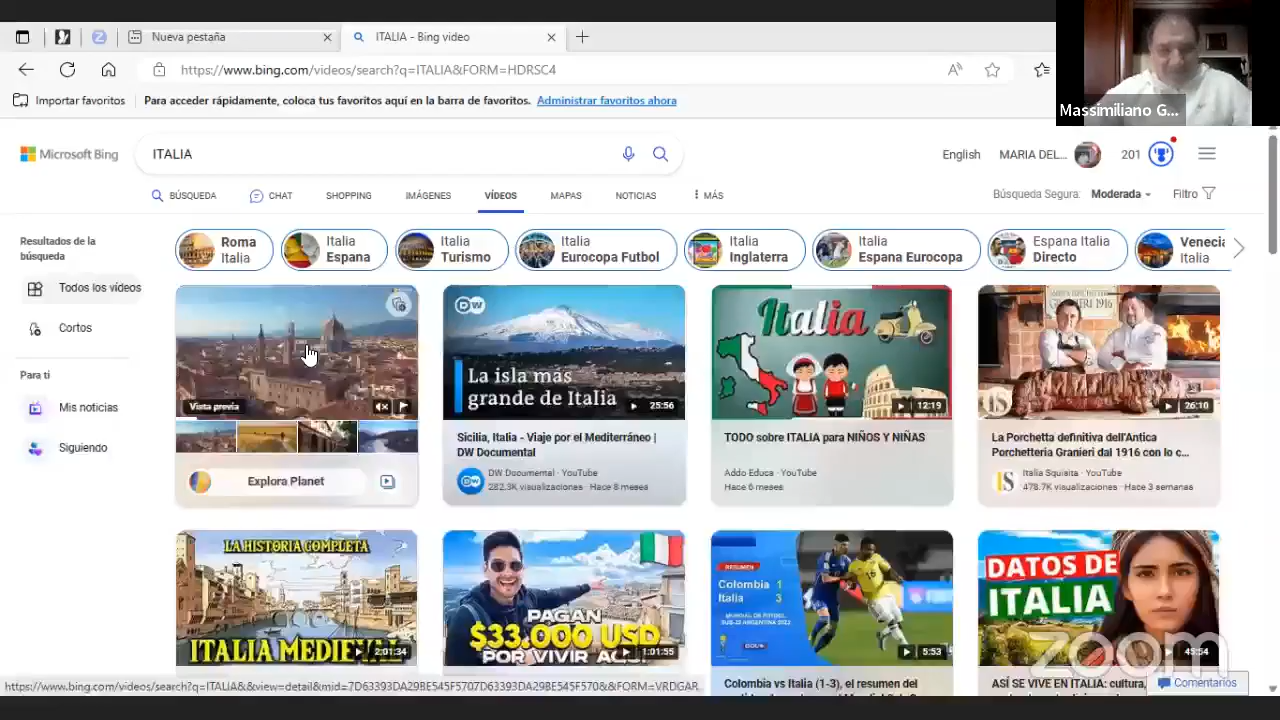 Nueva pestaña
ITALIA - Bing video
https://www.bing.com/videos/search?q=ITALIA&FORM=HDRSC4
Importar favoritos
Para acceder rápidamente, coloca tus favoritos aquí en la barra de favoritos. Administrar favoritos ahora
Massimiliano G...
Microsoft Bing
ITALIA
English
MARIA DEL...
201
BÚSQUEDA
CHAT
SHOPPING
IMÁGENES
VÍDEOS
MAPAS
NOTICIAS
MÁS
Búsqueda Segura: Moderada
Filtro
Resultados de la
búsqueda
Todos los vídeos
Cortos
Para ti
Mis noticias
Siguiendo
Roma
Italia
Italia
Espana
Italia
Turismo
Italia
Eurocopa Futbol
Italia
Inglaterra
Italia
Espana Eurocopa
Espana Italia
Directo
Venecia
Italia
Vista previa
Explora Planet
DW
La isla más
grande de Italia
25:56
Sicilia, Italia - Viaje por el Mediterráneo |
DW Documental
DW Documental · YouTube
282.3K visualizaciones · Hace 8 meses
Italia
12:19
TODO sobre ITALIA para NIÑOS Y NIÑAS
Addo Educa · YouTube
Hace 6 meses
GRANIERI 1916
IS
26:10
La Porchetta definitiva dell'Antica
Porchetteria Granieri dal 1916 con lo c...
Italia Squisita · YouTube
478.7K visualizaciones · Hace 3 semanas
LA HISTORIA COMPLETA
ITALIA MEDIEVAL
2:01:34
PAGAN
$33,000 USD
POR VIVIR AQUÍ
1:01:55
RESUMEN
Colombia 1
Italia 3
5:53
Colombia vs Italia (1-3), el resumen del
DATOS DE
ITALIA
45:54
ASÍ SE VIVE EN ITALIA: cultura,
zoom
Comentarios
https://www.bing.com/videos/search?q=ITALIA&&view=detail&mid=7D63393DA29BE545F5707D63393DA29BE545F570&&FORM=VRDGAR